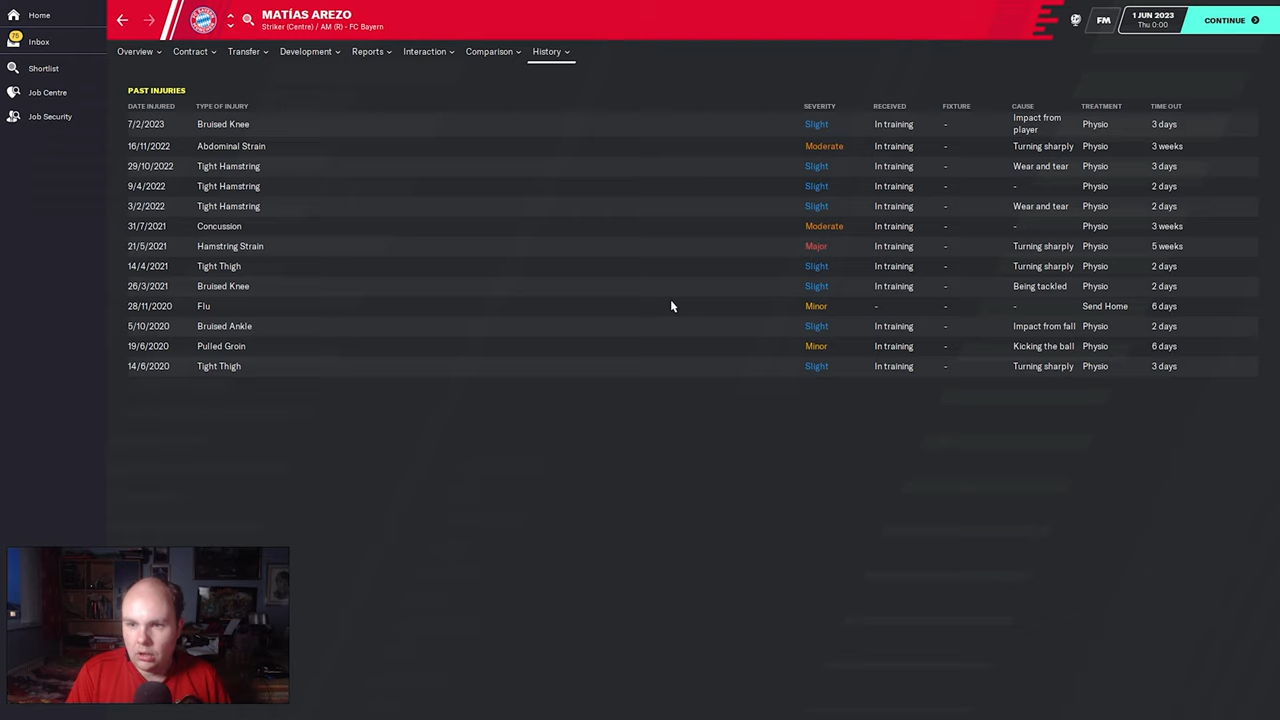 Home
75
Inbox
Shortlist
Job Centre
Job Security
MATÍAS AREZO
Striker (Centre) / AM (R) - FC Bayern
FM
1 JUN 2023
Thu 0:00
CONTINUE
Overview Contract Transfer Development Reports Interaction Comparison History
PAST INJURIES
DATE INJURED TYPE OF INJURY SEVERITY RECEIVED FIXTURE CAUSE TREATMENT TIME OUT
7/2/2023 Bruised Knee Slight In training - Impact from player Physio 3 days
16/11/2022 Abdominal Strain Moderate In training - Turning sharply Physio 3 weeks
29/10/2022 Tight Hamstring Slight In training - Wear and tear Physio 3 days
9/4/2022 Tight Hamstring Slight In training - - Physio 2 days
3/2/2022 Tight Hamstring Slight In training - Wear and tear Physio 2 days
31/7/2021 Concussion Moderate In training - - Physio 3 weeks
21/5/2021 Hamstring Strain Major In training - Turning sharply Physio 5 weeks
14/4/2021 Tight Thigh Slight In training - Turning sharply Physio 2 days
26/3/2021 Bruised Knee Slight In training - Being tackled Physio 2 days
28/11/2020 Flu Minor - - - Send Home 6 days
5/10/2020 Bruised Ankle Slight In training - Impact from fall Physio 2 days
19/6/2020 Pulled Groin Minor In training - Kicking the ball Physio 6 days
14/6/2020 Tight Thigh Slight In training - Turning sharply Physio 3 days